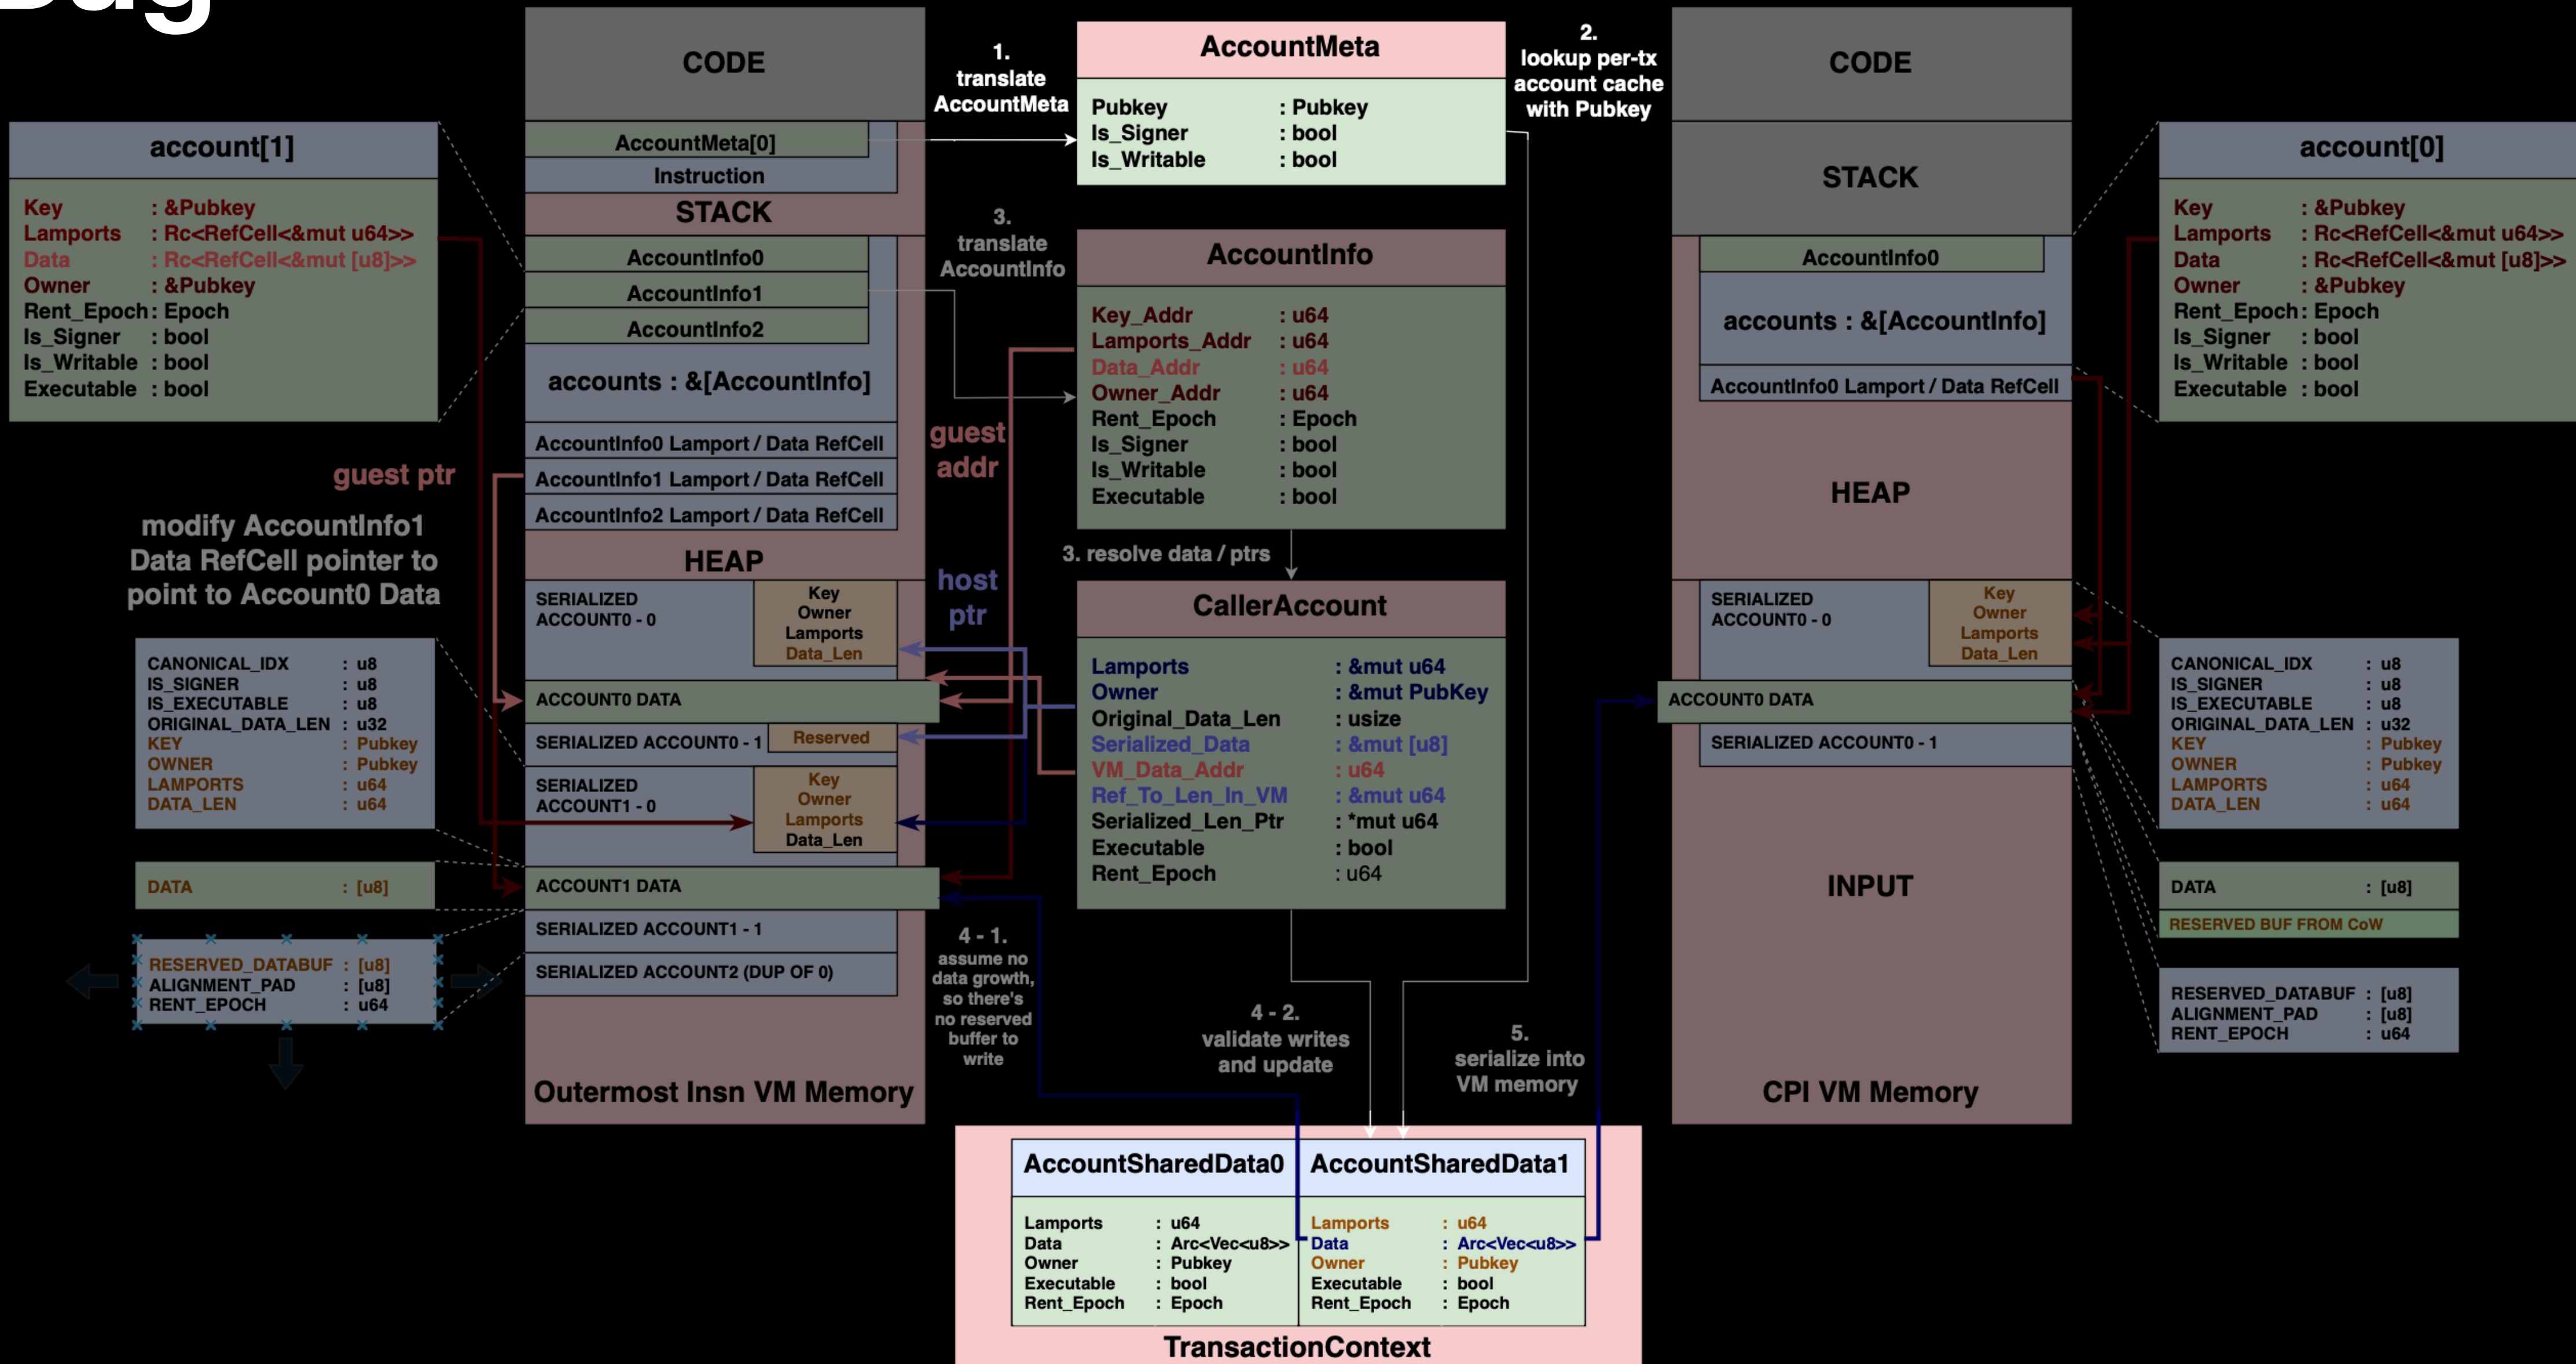 Bug
CODE
AccountMeta[0]
Instruction
STACK
AccountInfo0
AccountInfo1
AccountInfo2
accounts : &[AccountInfo]
AccountInfo0 Lamport / Data RefCell
AccountInfo1 Lamport / Data RefCell
AccountInfo2 Lamport / Data RefCell
HEAP
SERIALIZED
ACCOUNT0 - 0
Key
Owner
Lamports
Data_Len
ACCOUNT0 DATA
SERIALIZED ACCOUNT0 - 1
Reserved
SERIALIZED
ACCOUNT1 - 0
Key
Owner
Lamports
Data_Len
ACCOUNT1 DATA
SERIALIZED ACCOUNT1 - 1
SERIALIZED ACCOUNT2 (DUP OF 0)
Outermost Insn VM Memory
account[1]
Key : &Pubkey
Lamports : Rc<RefCell<&mut u64>>
Data : Rc<RefCell<&mut [u8]>>
Owner : &Pubkey
Rent_Epoch : Epoch
Is_Signer : bool
Is_Writable : bool
Executable : bool
guest ptr
modify AccountInfo1
Data RefCell pointer to
point to Account0 Data
CANONICAL_IDX : u8
IS_SIGNER : u8
IS_EXECUTABLE : u8
ORIGINAL_DATA_LEN : u32
KEY : Pubkey
OWNER : Pubkey
LAMPORTS : u64
DATA_LEN : u64
DATA : [u8]
RESERVED_DATABUF : [u8]
ALIGNMENT_PAD : [u8]
RENT_EPOCH : u64
1.
translate
AccountMeta
AccountMeta
Pubkey : Pubkey
Is_Signer : bool
Is_Writable : bool
2.
lookup per-tx
account cache
with Pubkey
3.
translate
AccountInfo
AccountInfo
Key_Addr : u64
Lamports_Addr : u64
Data_Addr : u64
Owner_Addr : u64
Rent_Epoch : Epoch
Is_Signer : bool
Is_Writable : bool
Executable : bool
guest
addr
3. resolve data / ptrs
host
ptr
CallerAccount
Lamports : &mut u64
Owner : &mut PubKey
Original_Data_Len : usize
Serialized_Data : &mut [u8]
VM_Data_Addr : u64
Ref_To_Len_In_VM : &mut u64
Serialized_Len_Ptr : *mut u64
Executable : bool
Rent_Epoch : u64
4 - 1.
assume no
data growth,
so there's
no reserved
buffer to
write
4 - 2.
validate writes
and update
5.
serialize into
VM memory
AccountSharedData0
Lamports : u64
Data : Arc<Vec<u8>>
Owner : Pubkey
Executable : bool
Rent_Epoch : Epoch
AccountSharedData1
Lamports : u64
Data : Arc<Vec<u8>>
Owner : Pubkey
Executable : bool
Rent_Epoch : Epoch
TransactionContext
CODE
STACK
AccountInfo0
accounts : &[AccountInfo]
AccountInfo0 Lamport / Data RefCell
HEAP
SERIALIZED
ACCOUNT0 - 0
Key
Owner
Lamports
Data_Len
ACCOUNT0 DATA
SERIALIZED ACCOUNT0 - 1
INPUT
CPI VM Memory
account[0]
Key : &Pubkey
Lamports : Rc<RefCell<&mut u64>>
Data : Rc<RefCell<&mut [u8]>>
Owner : &Pubkey
Rent_Epoch : Epoch
Is_Signer : bool
Is_Writable : bool
Executable : bool
CANONICAL_IDX : u8
IS_SIGNER : u8
IS_EXECUTABLE : u8
ORIGINAL_DATA_LEN : u32
KEY : Pubkey
OWNER : Pubkey
LAMPORTS : u64
DATA_LEN : u64
DATA : [u8]
RESERVED BUF FROM CoW
RESERVED_DATABUF : [u8]
ALIGNMENT_PAD : [u8]
RENT_EPOCH : u64